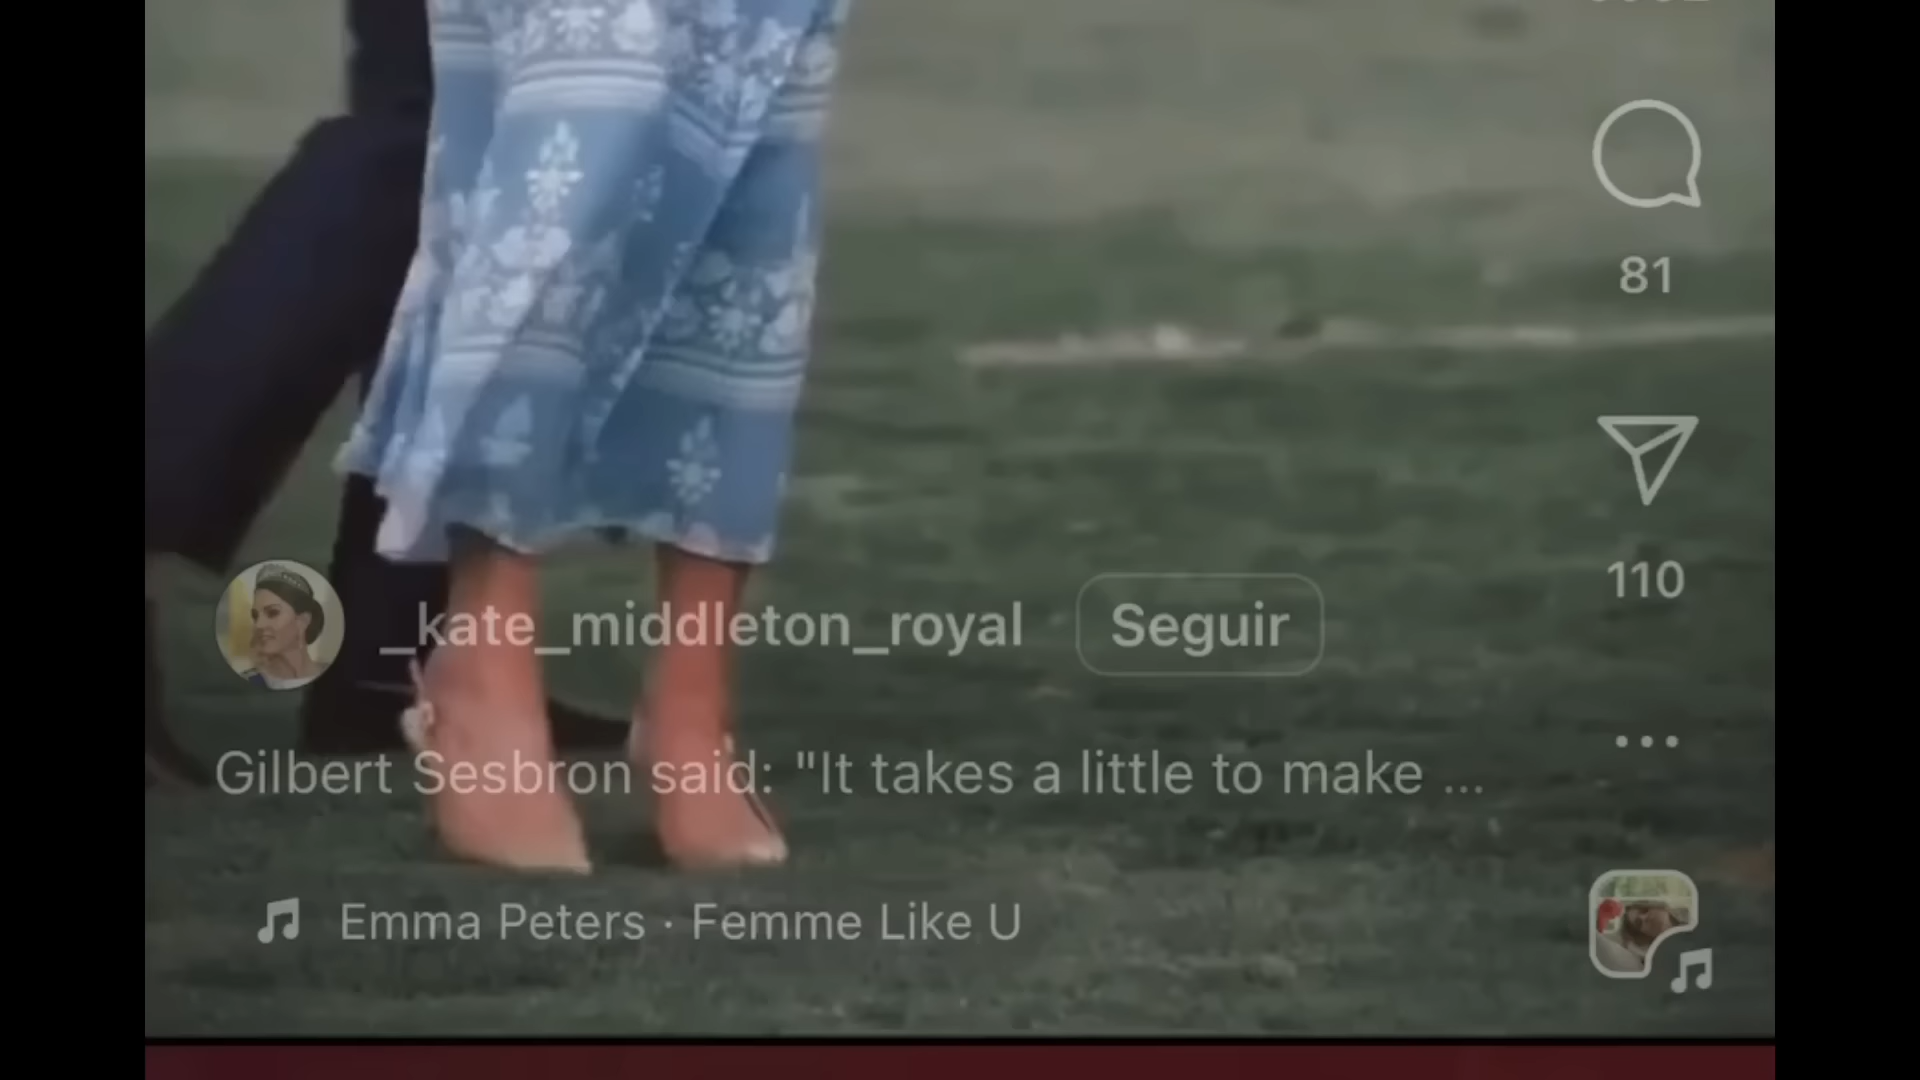 81
110
_kate_middleton_royal Seguir
Gilbert Sesbron said: "It takes a little to make ...
Emma Peters · Femme Like U